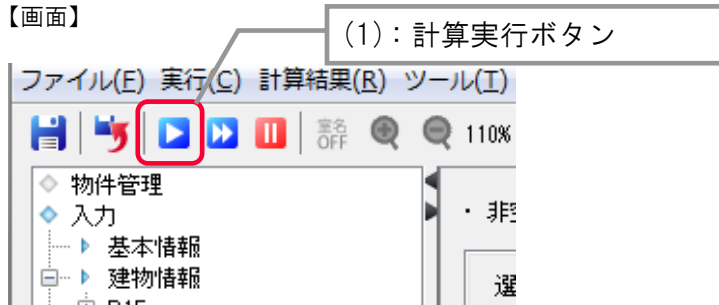 【画面】
(1)：計算実行ボタン
ファイル(F) 実行(C) 計算結果(R) ツール(T)
室名
OFF
110%
物件管理
入力
・ 非
基本情報
建物情報
選